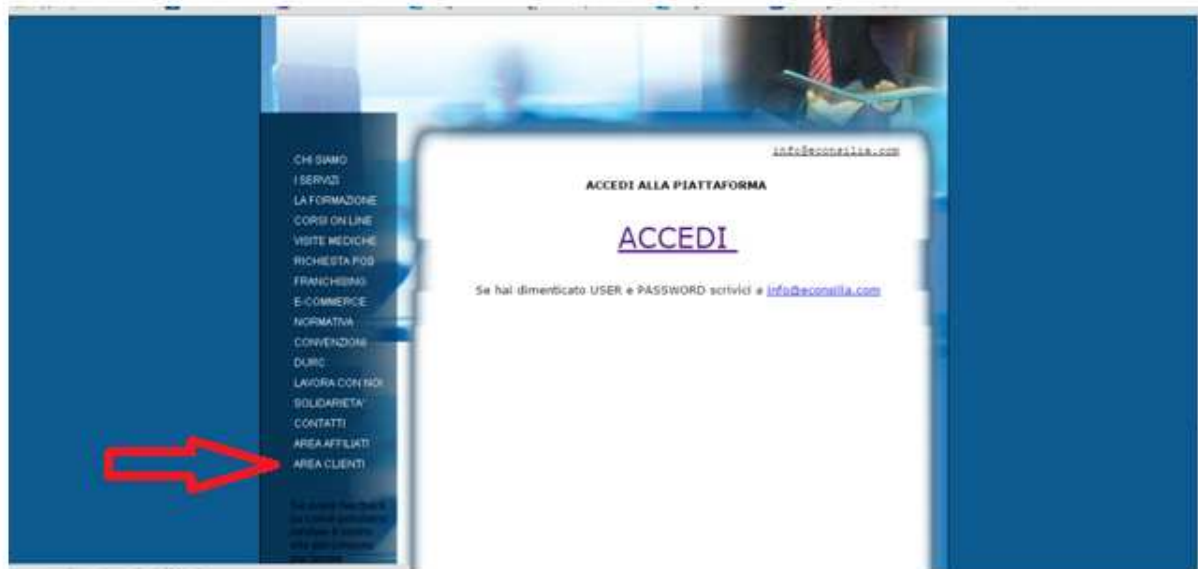 CHI SIAMO
I SERVIZI
LA FORMAZIONE
CORSI ON LINE
VISITE MEDICHE
RICHIESTA POS
FRANCHISING
E-COMMERCE
NORMATIVA
CONVENZIONI
DURC
LAVORA CON NOI
SOLIDARIETA'
CONTATTI
AREA AFFILIATI
AREA CLIENTI
info@econsilia.com
ACCEDI ALLA PIATTAFORMA
ACCEDI
Se hai dimenticato USER e PASSWORD scrivici a info@econsilia.com